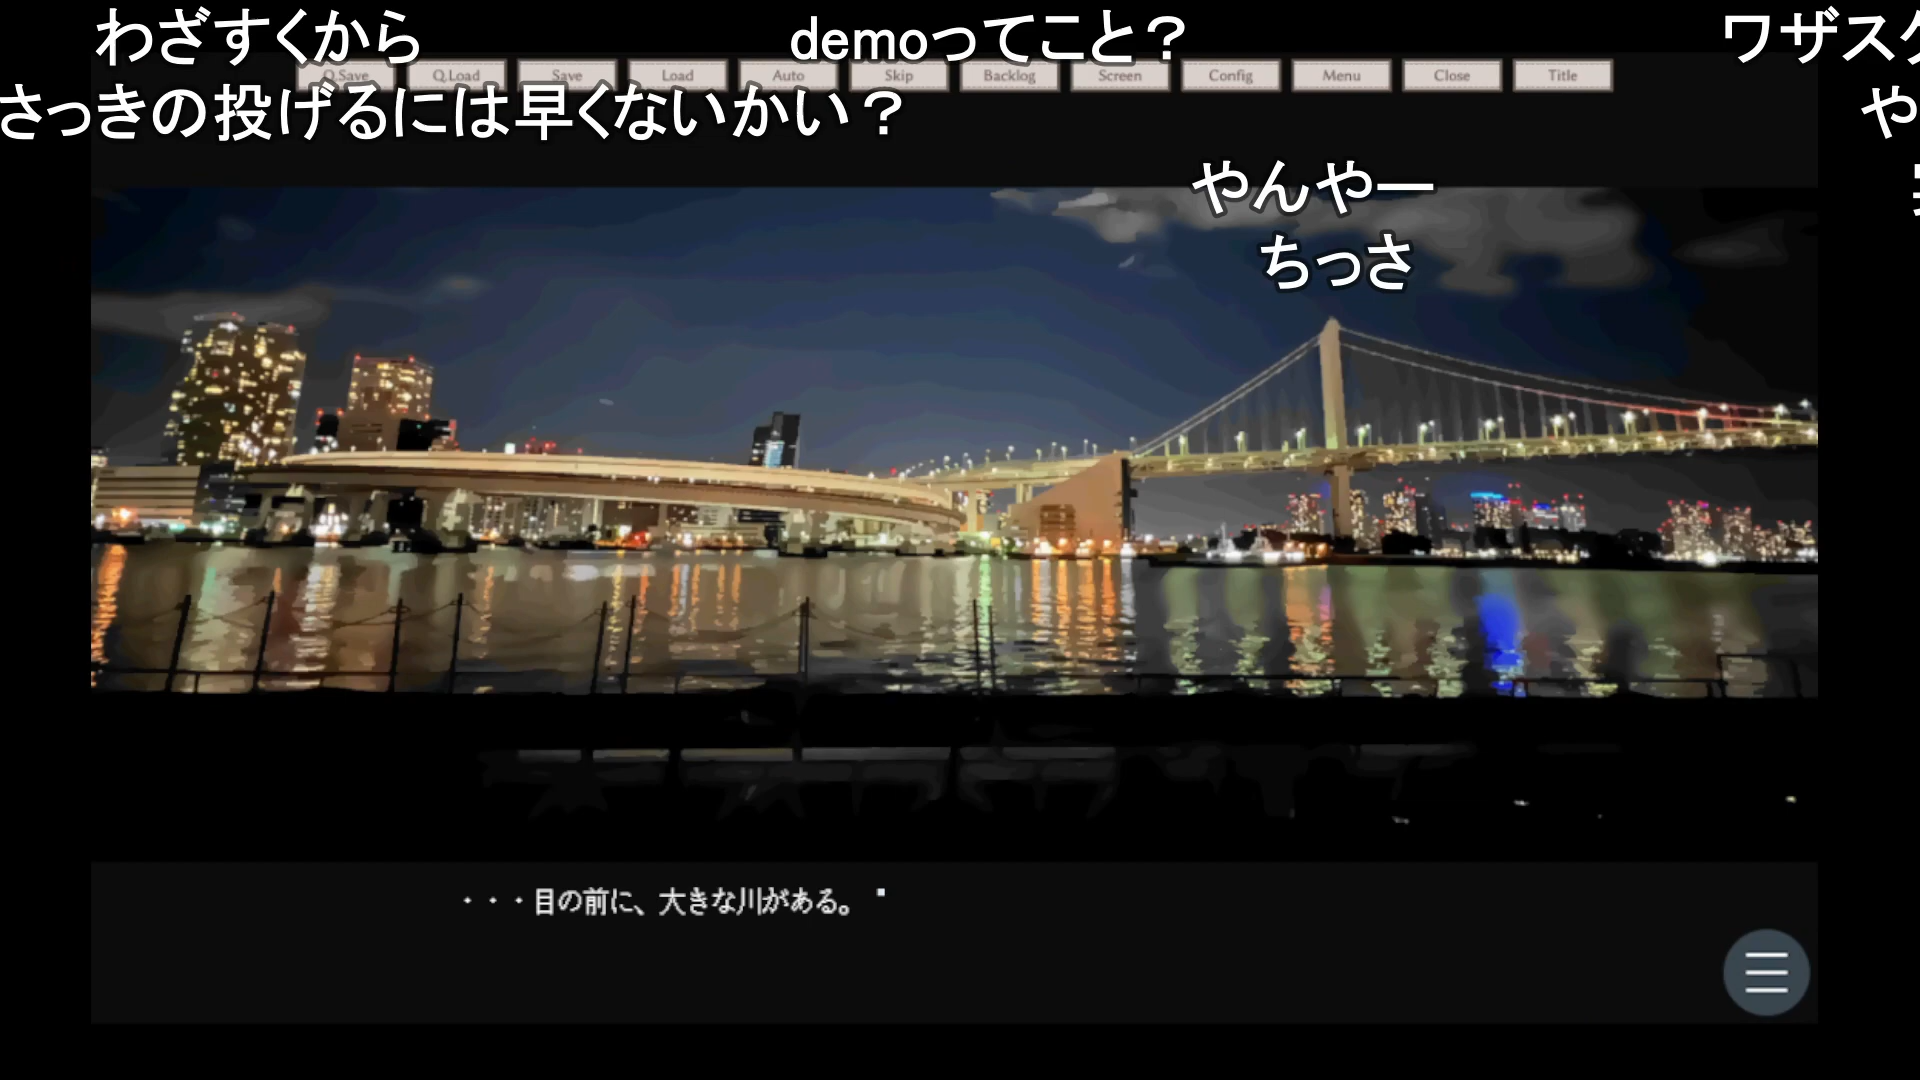 わざすくから
demoってこと？
ワザスク
Q.Save Q.Load Save Load Auto Skip Backlog Screen Config Menu Close Title
さっきの投げるには早くないかい？
や
やんやー
ちっさ
・・・目の前に、大きな川がある。